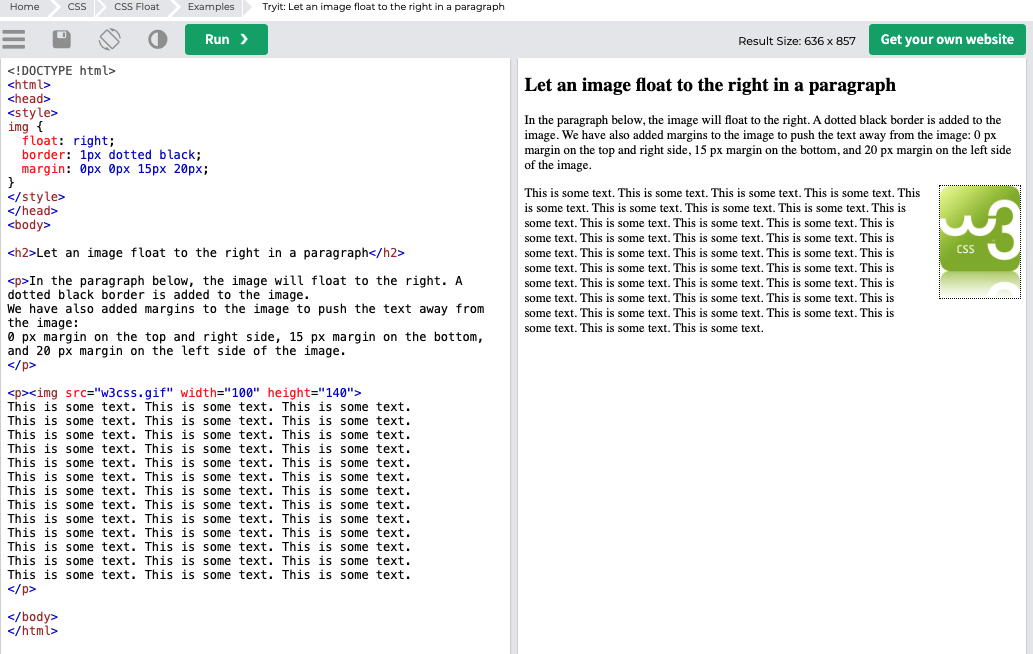 Home CSS CSS Float Examples Tryit: Let an image float to the right in a paragraph
Run ❯ Result Size: 636 x 857 Get your own website
<!DOCTYPE html>
<html>
<head>
<style>
img {
  float: right;
  border: 1px dotted black;
  margin: 0px 0px 15px 20px;
}
</style>
</head>
<body>
<h2>Let an image float to the right in a paragraph</h2>
<p>In the paragraph below, the image will float to the right. A
dotted black border is added to the image.
We have also added margins to the image to push the text away from
the image:
0 px margin on the top and right side, 15 px margin on the bottom,
and 20 px margin on the left side of the image.
</p>
<p><img src="w3css.gif" width="100" height="140">
This is some text. This is some text. This is some text.
This is some text. This is some text. This is some text.
This is some text. This is some text. This is some text.
This is some text. This is some text. This is some text.
This is some text. This is some text. This is some text.
This is some text. This is some text. This is some text.
This is some text. This is some text. This is some text.
This is some text. This is some text. This is some text.
This is some text. This is some text. This is some text.
This is some text. This is some text. This is some text.
This is some text. This is some text. This is some text.
This is some text. This is some text. This is some text.
This is some text. This is some text. This is some text.
</p>
</body>
</html>
Let an image float to the right in a paragraph
In the paragraph below, the image will float to the right. A dotted black border is added to the
image. We have also added margins to the image to push the text away from the image: 0 px
margin on the top and right side, 15 px margin on the bottom, and 20 px margin on the left side
of the image.
This is some text. This is some text. This is some text. This is some text. This
is some text. This is some text. This is some text. This is some text. This is
some text. This is some text. This is some text. This is some text. This is
some text. This is some text. This is some text. This is some text. This is
some text. This is some text. This is some text. This is some text. This is
some text. This is some text. This is some text. This is some text. This is
some text. This is some text. This is some text. This is some text. This is
some text. This is some text. This is some text. This is some text. This is
some text. This is some text. This is some text. This is some text. This is
some text. This is some text. This is some text.
w3
CSS